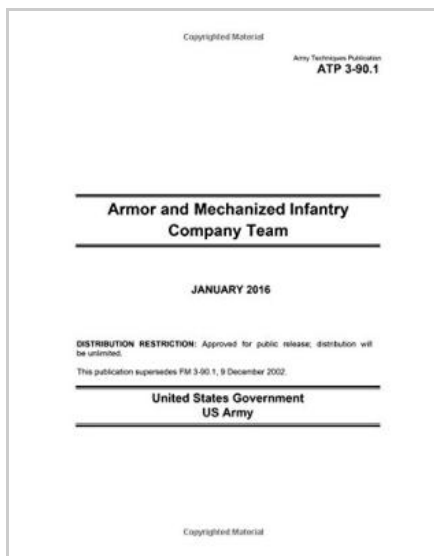 Copyrighted Material
Army Techniques Publication
ATP 3-90.1
Armor and Mechanized Infantry
Company Team
JANUARY 2016
DISTRIBUTION RESTRICTION: Approved for public release; distribution will
be unlimited.
This publication supersedes FM 3-90.1, 9 December 2002.
United States Government
US Army
Copyrighted Material